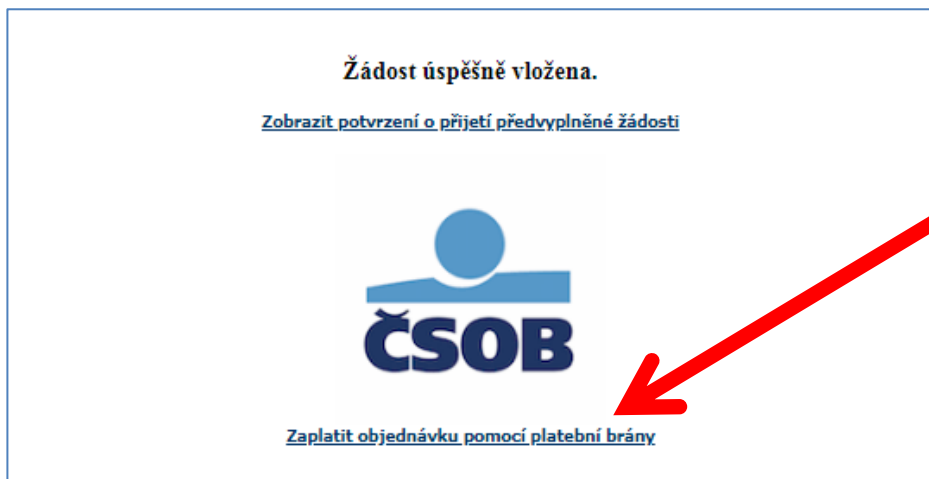 Žádost úspěšně vložena.
Zobrazit potvrzení o přijetí předvyplněné žádosti
ČSOB
Zaplatit objednávku pomocí platební brány